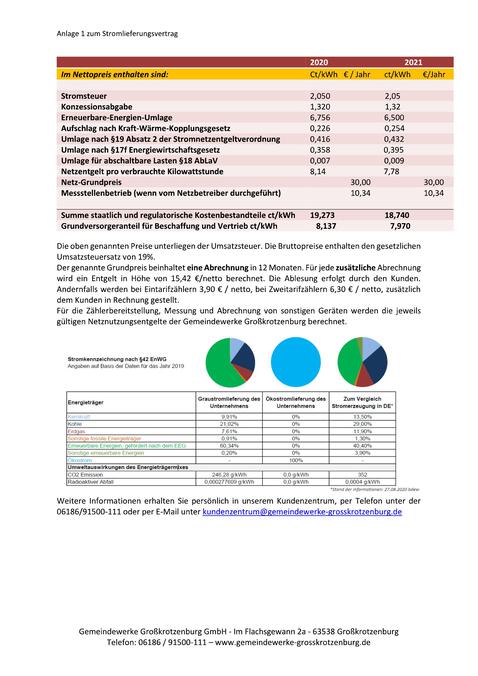 Anlage 1 zum Stromlieferungsvertrag
2020 2021
Im Nettopreis enthalten sind: Ct/kWh € / Jahr ct/kWh €/Jahr
Stromsteuer 2,050 2,05
Konzessionsabgabe 1,320 1,32
Erneuerbare-Energien-Umlage 6,756 6,500
Aufschlag nach Kraft-Wärme-Kopplungsgesetz 0,226 0,254
Umlage nach §19 Absatz 2 der Stromnetzentgeltverordnung 0,416 0,432
Umlage nach §17f Energiewirtschaftsgesetz 0,358 0,395
Umlage für abschaltbare Lasten §18 AbLaV 0,007 0,009
Netzentgelt pro verbrauchte Kilowattstunde 8,14 7,78
Netz-Grundpreis 30,00 30,00
Messstellenbetrieb (wenn vom Netzbetreiber durchgeführt) 10,34 10,34
Summe staatlich und regulatorische Kostenbestandteile ct/kWh 19,273 18,740
Grundversorgeranteil für Beschaffung und Vertrieb ct/kWh 8,137 7,970
Die oben genannten Preise unterliegen der Umsatzsteuer. Die Bruttopreise enthalten den gesetzlichen
Umsatzsteuersatz von 19%.
Der genannte Grundpreis beinhaltet eine Abrechnung in 12 Monaten. Für jede zusätzliche Abrechnung
wird ein Entgelt in Höhe von 15,42 €/netto berechnet. Die Ablesung erfolgt durch den Kunden.
Andernfalls werden bei Eintarifzählern 3,90 € / netto, bei Zweitarifzählern 6,30 € / netto, zusätzlich
dem Kunden in Rechnung gestellt.
Für die Zählerbereitstellung, Messung und Abrechnung von sonstigen Geräten werden die jeweils
gültigen Netznutzungsentgelte der Gemeindewerke Großkrotzenburg berechnet.
Stromkennzeichnung nach §42 EnWG
Angaben auf Basis der Daten für das Jahr 2019
Energieträger Graustromlieferung des Unternehmens Ökostromlieferung des Unternehmens Zum Vergleich Stromerzeugung in DE*
Kernkraft 9,91% 0% 13,50%
Kohle 21,02% 0% 29,00%
Erdgas 7,61% 0% 11,90%
Sonstige fossile Energieträger 0,91% 0% 1,30%
Erneuerbare Energien, gefördert nach dem EEG 60,34% 0% 40,40%
Sonstige erneuerbare Energien 0,20% 0% 3,90%
Ökostrom - 100% -
Umweltauswirkungen des Energieträgermixes
CO2 Emission 246,28 g/kWh 0,0 g/kWh 352
Radioaktiver Abfall 0,000277609 g/kWh 0,0 g/kWh 0,0004 g/kWh
*Stand der Informationen: 27.08.2020 bdew
Weitere Informationen erhalten Sie persönlich in unserem Kundenzentrum, per Telefon unter der
06186/91500-111 oder per E-Mail unter kundenzentrum@gemeindewerke-grosskrotzenburg.de
Gemeindewerke Großkrotzenburg GmbH - Im Flachsgewann 2a - 63538 Großkrotzenburg
Telefon: 06186 / 91500-111 – www.gemeindewerke-grosskrotzenburg.de